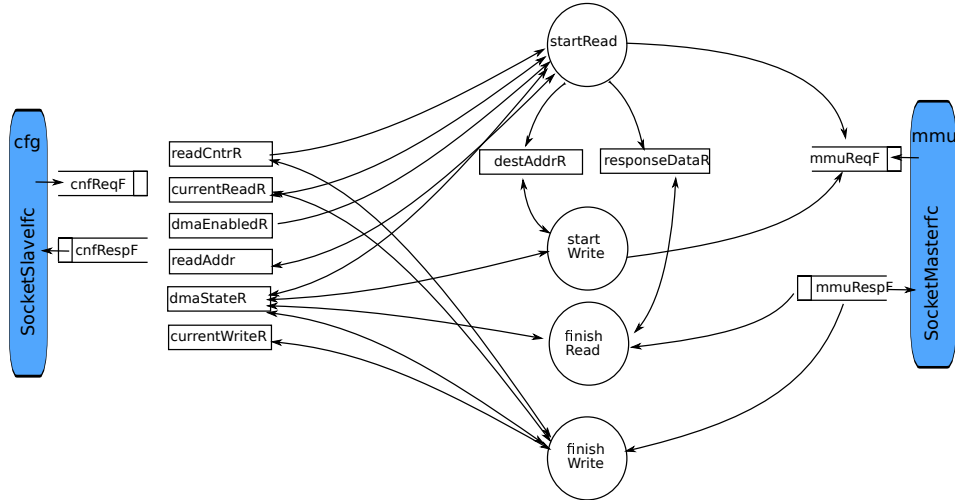 startRead
cfg
SocketSlaveIfc
cnfReqF
cnfRespF
readCntrR
currentReadR
dmaEnabledR
readAddr
dmaStateR
currentWriteR
destAddrR
responseDataR
start
Write
finish
Read
finish
Write
mmuReqF
mmuRespF
mmu
SocketMasterfc